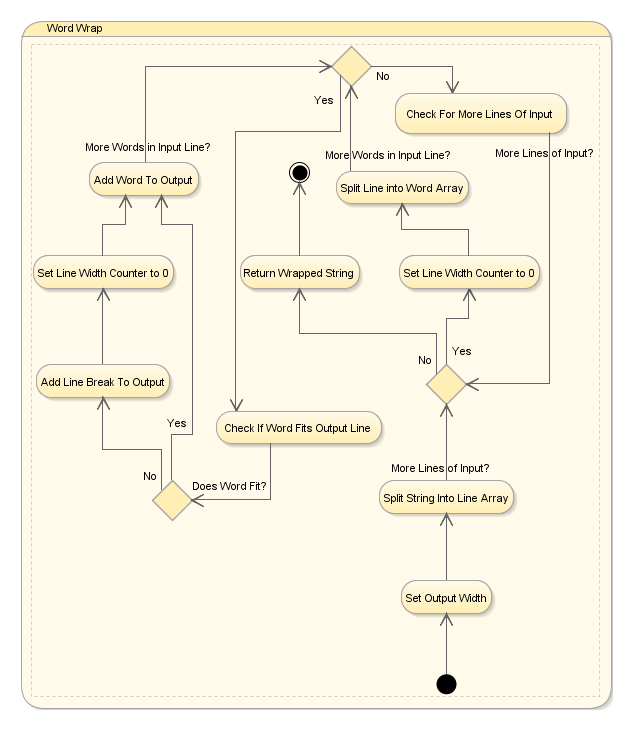 Word Wrap
No
Yes
Check For More Lines Of Input
More Words in Input Line?
More Words in Input Line?
More Lines of Input?
Add Word To Output
Split Line into Word Array
Set Line Width Counter to 0
Return Wrapped String
Set Line Width Counter to 0
No
Yes
Add Line Break To Output
Yes
Check If Word Fits Output Line
No
Does Word Fit?
More Lines of Input?
Split String Into Line Array
Set Output Width